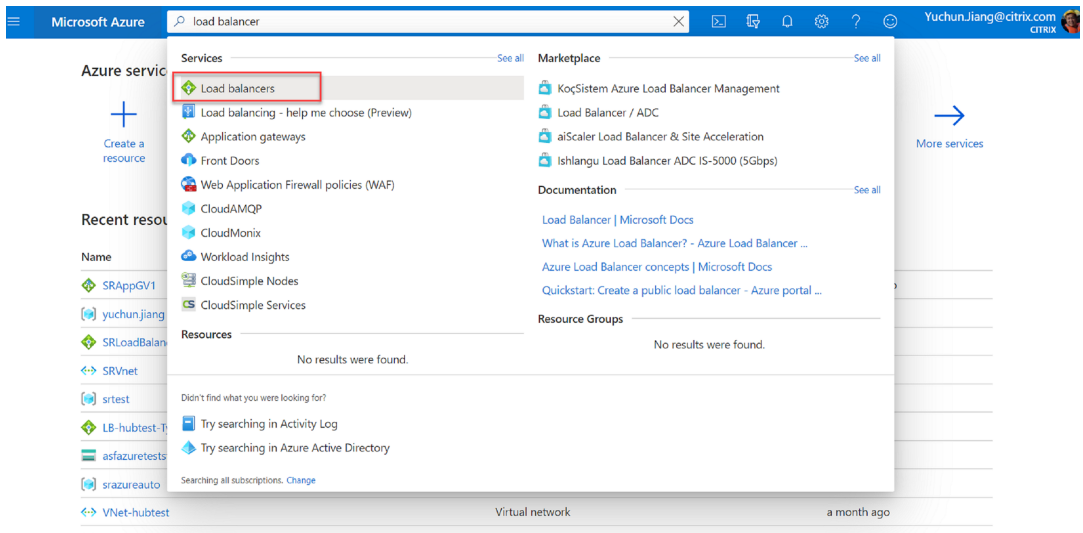 Microsoft Azure
load balancer
Yuchun.Jiang@citrix.com
CITRIX
Azure servic
Create a
resource
More services
Services
See all
Load balancers
Load balancing - help me choose (Preview)
Application gateways
Front Doors
Web Application Firewall policies (WAF)
CloudAMQP
CloudMonix
Workload Insights
CloudSimple Nodes
CS CloudSimple Services
Resources
No results were found.
Marketplace
See all
KoçSistem Azure Load Balancer Management
Load Balancer / ADC
aiScaler Load Balancer & Site Acceleration
Ishlangu Load Balancer ADC IS-5000 (5Gbps)
Documentation
See all
Load Balancer | Microsoft Docs
What is Azure Load Balancer? - Azure Load Balancer ...
Azure Load Balancer concepts | Microsoft Docs
Quickstart: Create a public load balancer - Azure portal ...
Resource Groups
No results were found.
Didn't find what you were looking for?
Try searching in Activity Log
Try searching in Azure Active Directory
Searching all subscriptions. Change
Recent resou
Name
SRAppGV1
yuchun.jiang
SRLoadBalan
SRVnet
srtest
LB-hubtest-T
asfazuretests
srazureauto
VNet-hubtest
Virtual network
a month ago